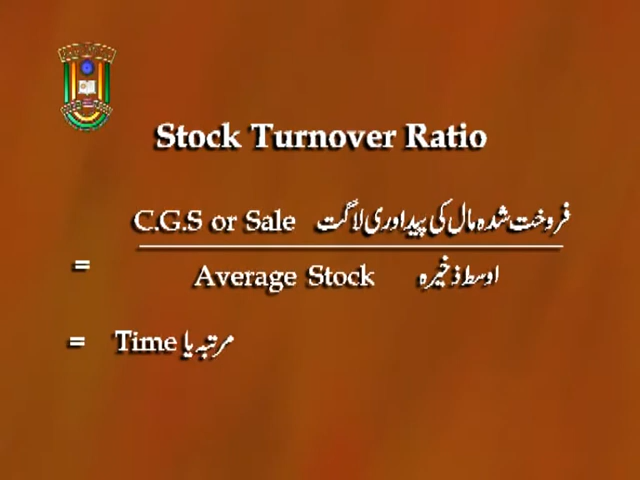 Stock Turnover Ratio
C.G.S or Sale فروخت شدہ مال کی پیداوری لاگت
=
Average Stock اوسط ذخیرہ
= Time مرتبہ یا